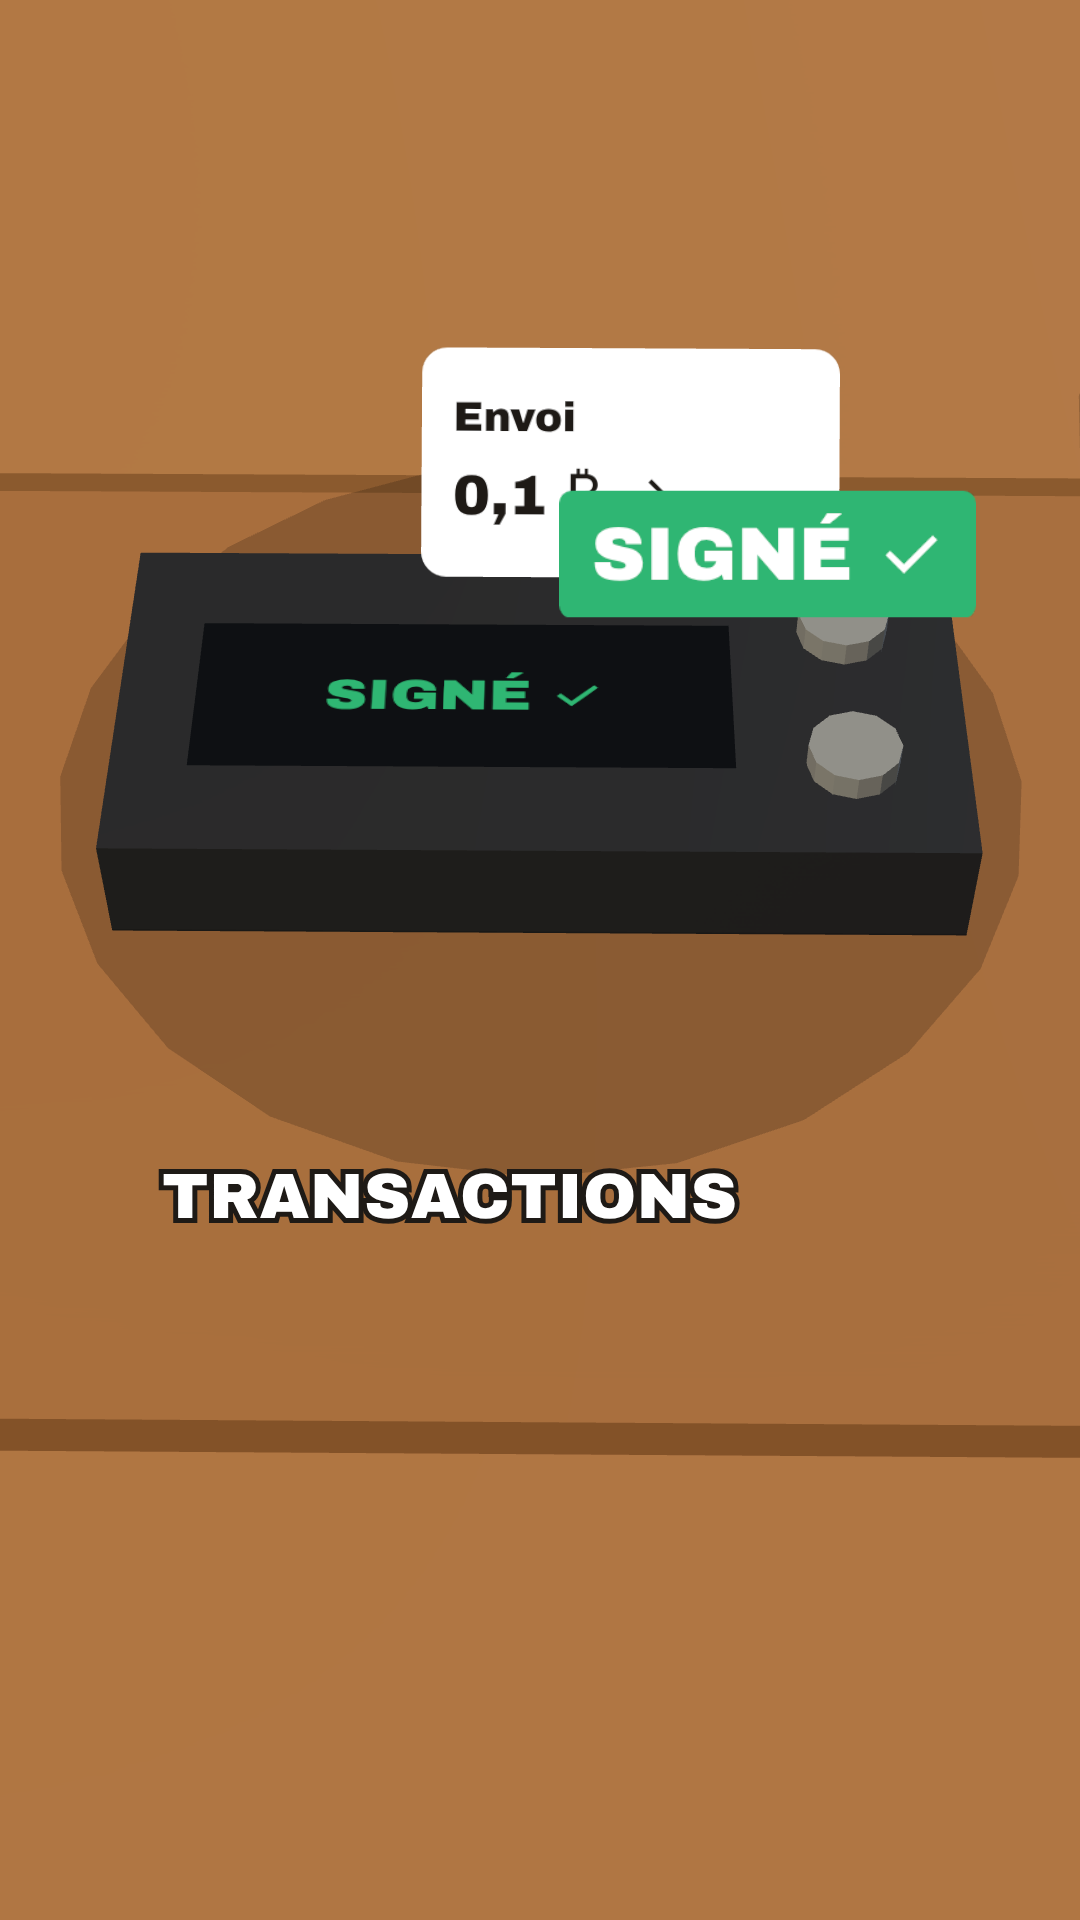 Envoi
0,1 ₿
SIGNÉ ✓
SIGNÉ ✓
TRANSACTIONS